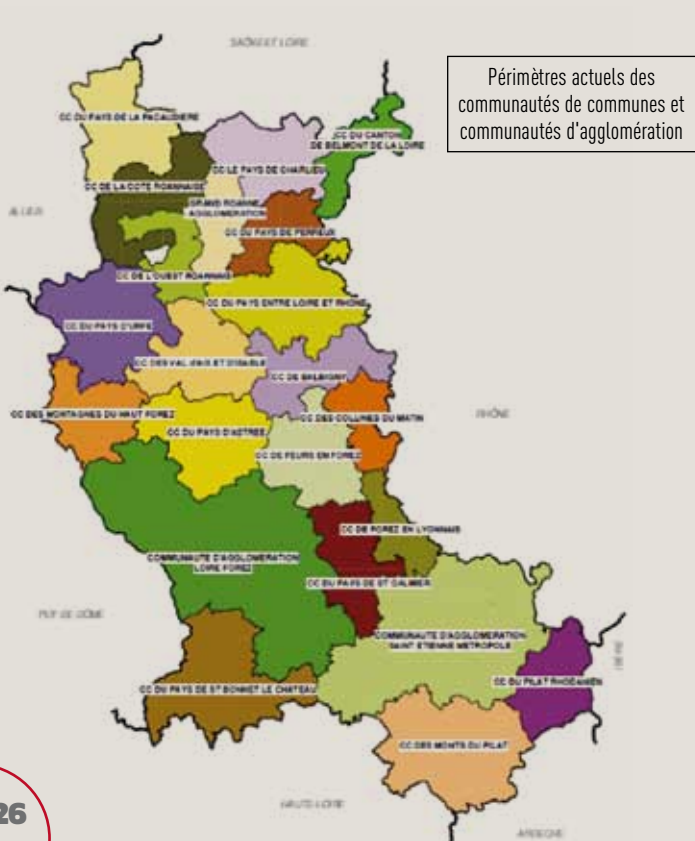 SAÔNE ET LOIRE
Périmètres actuels des
communautés de communes et
communautés d'agglomération
CC DU PAYS DE LA PACAUDIERE
CC DU CANTON
DE BELMONT DE LA LOIRE
CC LE PAYS DE CHARLIEU
CC DE LA COTE ROANNAISE
GRAND ROANNE
AGGLOMERATION
ALLIER
CC DU PAYS DE PERREUX
CC DE L'OUEST ROANNAIS
CC DU PAYS ENTRE LOIRE ET RHONE
CC DU PAYS D'URFE
CC DES VAL D'AIX ET D'ISABLE
CC DE BALBIGNY
CC DES MONTAGNES DU HAUT FOREZ
CC DES COLLINES DU MATIN
RHÔNE
CC DU PAYS D'ASTREE
CC DE FEURS EN FOREZ
CC DE FOREZ EN LYONNAIS
COMMUNAUTE D'AGGLOMERATION
LOIRE FOREZ
CC DU PAYS DE ST GALMIER
PUY DE DÔME
COMMUNAUTE D'AGGLOMERATION
SAINT ETIENNE METROPOLE
ISERE
CC DU PILAT RHODANIEN
CC DU PAYS DE ST BONNET LE CHATEAU
CC DES MONTS DU PILAT
HAUTE LOIRE
26
ARDECHE